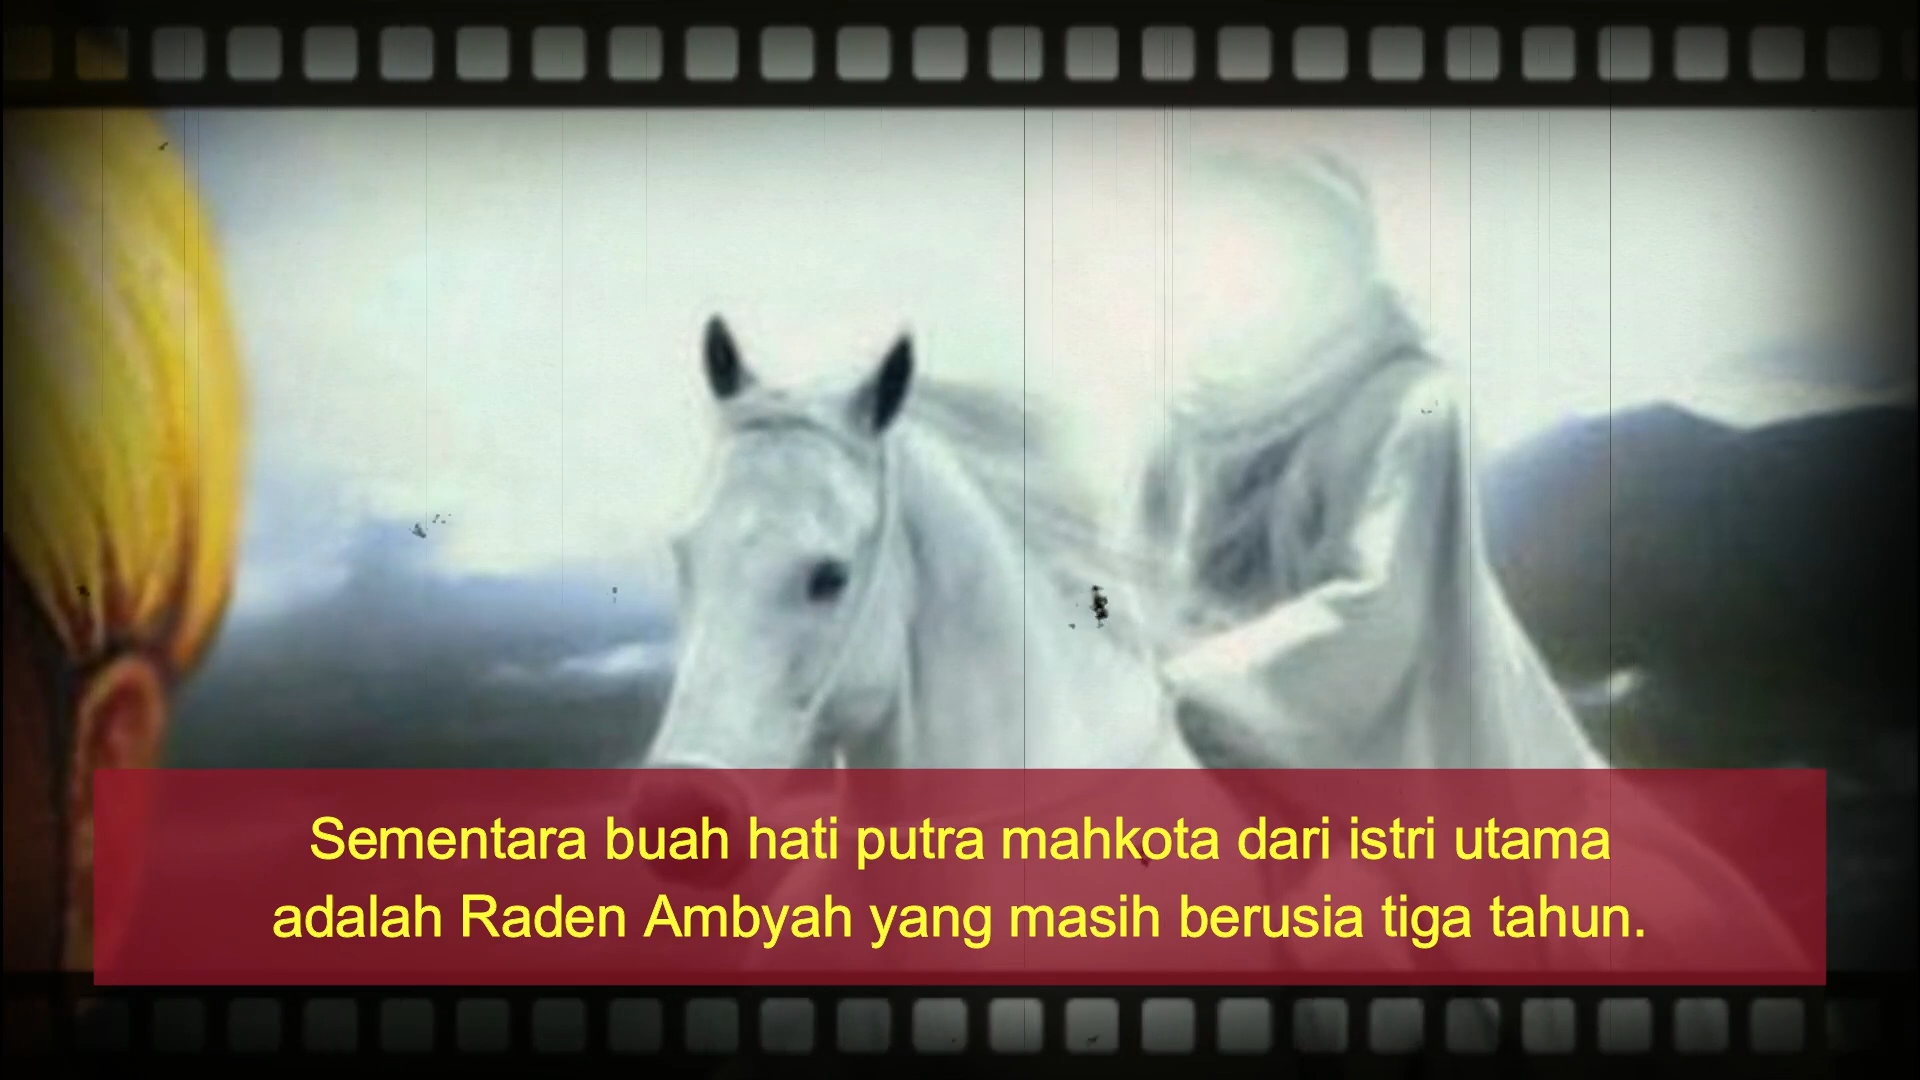 Sementara buah hati putra mahkota dari istri utama
adalah Raden Ambyah yang masih berusia tiga tahun.